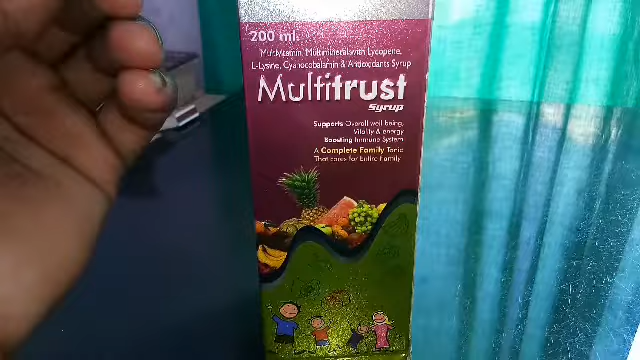 200 ml.
Multivitamin, Multimineral with Lycopene,
L-Lysine, Cyanocobalamin & Antioxidants Syrup
Multitrust
Syrup
Supports Overall well being,
Vitality & energy
Boosting Immune System
A Complete Family Tonic
That cares for Entire Family